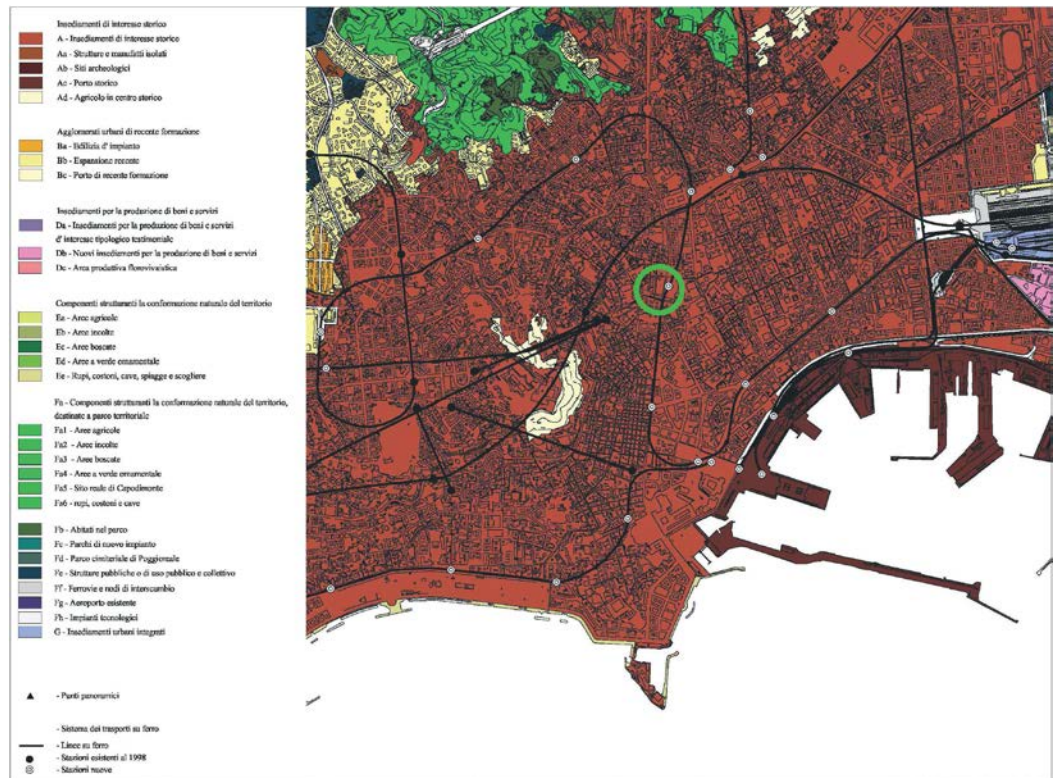 Insediamenti di interesse storico
A - Insediamenti di interesse storico
Aa - Strutture e manufatti isolati
Ab - Siti archeologici
Ac - Porto storico
Ad - Agricolo in centro storico
Agglomerati urbani di recente formazione
Ba - Edilizia d' impianto
Bb - Espansione recente
Bc - Porto di recente formazione
Insediamenti per la produzione di beni e servizi
Da - Insediamenti per la produzione di beni e servizi
d' interesse tipologico testimoniale
Db - Nuovi insediamenti per la produzione di beni e servizi
Dc - Area produttiva florovivaistica
Componenti strutturanti la conformazione naturale del territorio
Ea - Aree agricole
Eb - Aree incolte
Ec - Aree boscate
Ed - Aree a verde ornamentale
Ee - Rupi, costoni, cave, spiagge e scogliere
Fa - Componenti strutturanti la conformazione naturale del territorio,
destinate a parco territoriale
Fa1 - Aree agricole
Fa2 - Aree incolte
Fa3 - Aree boscate
Fa4 - Aree a verde ornamentale
Fa5 - Sito reale di Capodimonte
Fa6 - rupi, costoni e cave
Fb - Abitati nel parco
Fc - Parchi di nuovo impianto
Fd - Parco cimiteriale di Poggioreale
Fe - Strutture pubbliche o di uso pubblico e collettivo
Ff - Ferrovie e nodi di intercambio
Fg - Aeroporto esistente
Fh - Impianti tecnologici
G - Insediamenti urbani integrati
- Punti panoramici
- Sistema dei trasporti su ferro
- Linee su ferro
- Stazioni esistenti al 1998
- Stazioni nuove